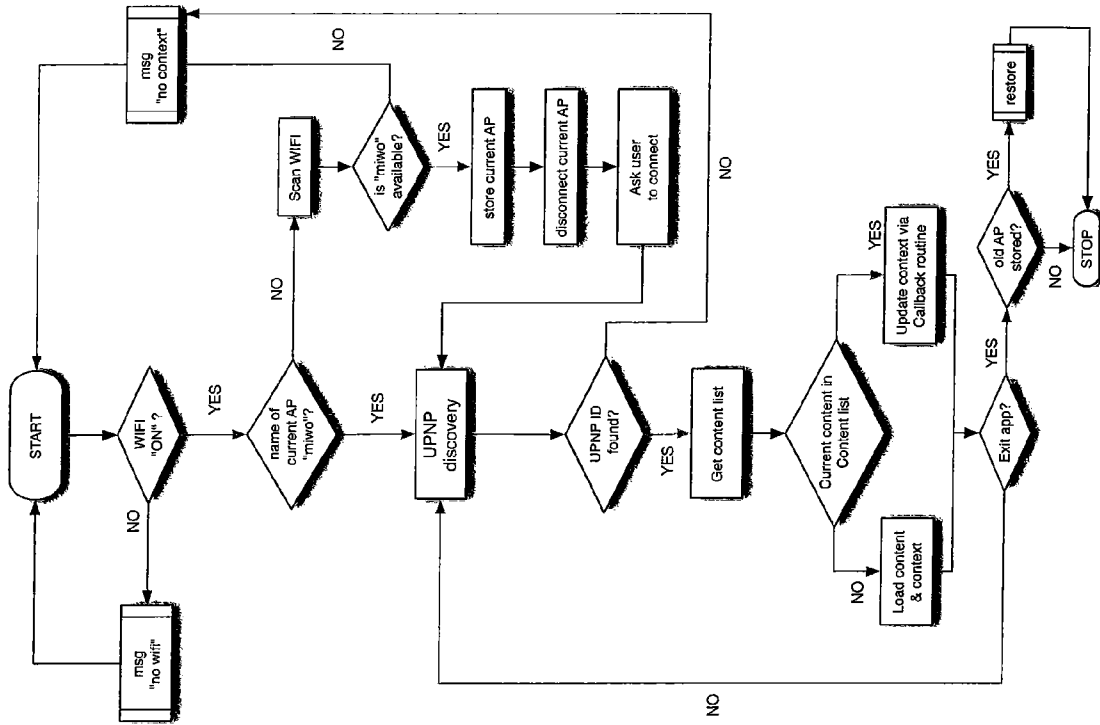 START
WIFI
"ON" ?
NO
YES
msg
"no wifi"
msg
"no context"
name of
current AP
"miwo"?
NO
YES
Scan WIFI
is "miwo"
available?
NO
YES
store current AP
disconnect current AP
Ask user
to connect
UPNP
discovery
UPNP ID
found?
NO
YES
Get content list
Current content in
Content list
NO
YES
Load content
& context
Update context via
Callback routine
Exit app?
NO
YES
old AP
stored?
YES
NO
restore
STOP